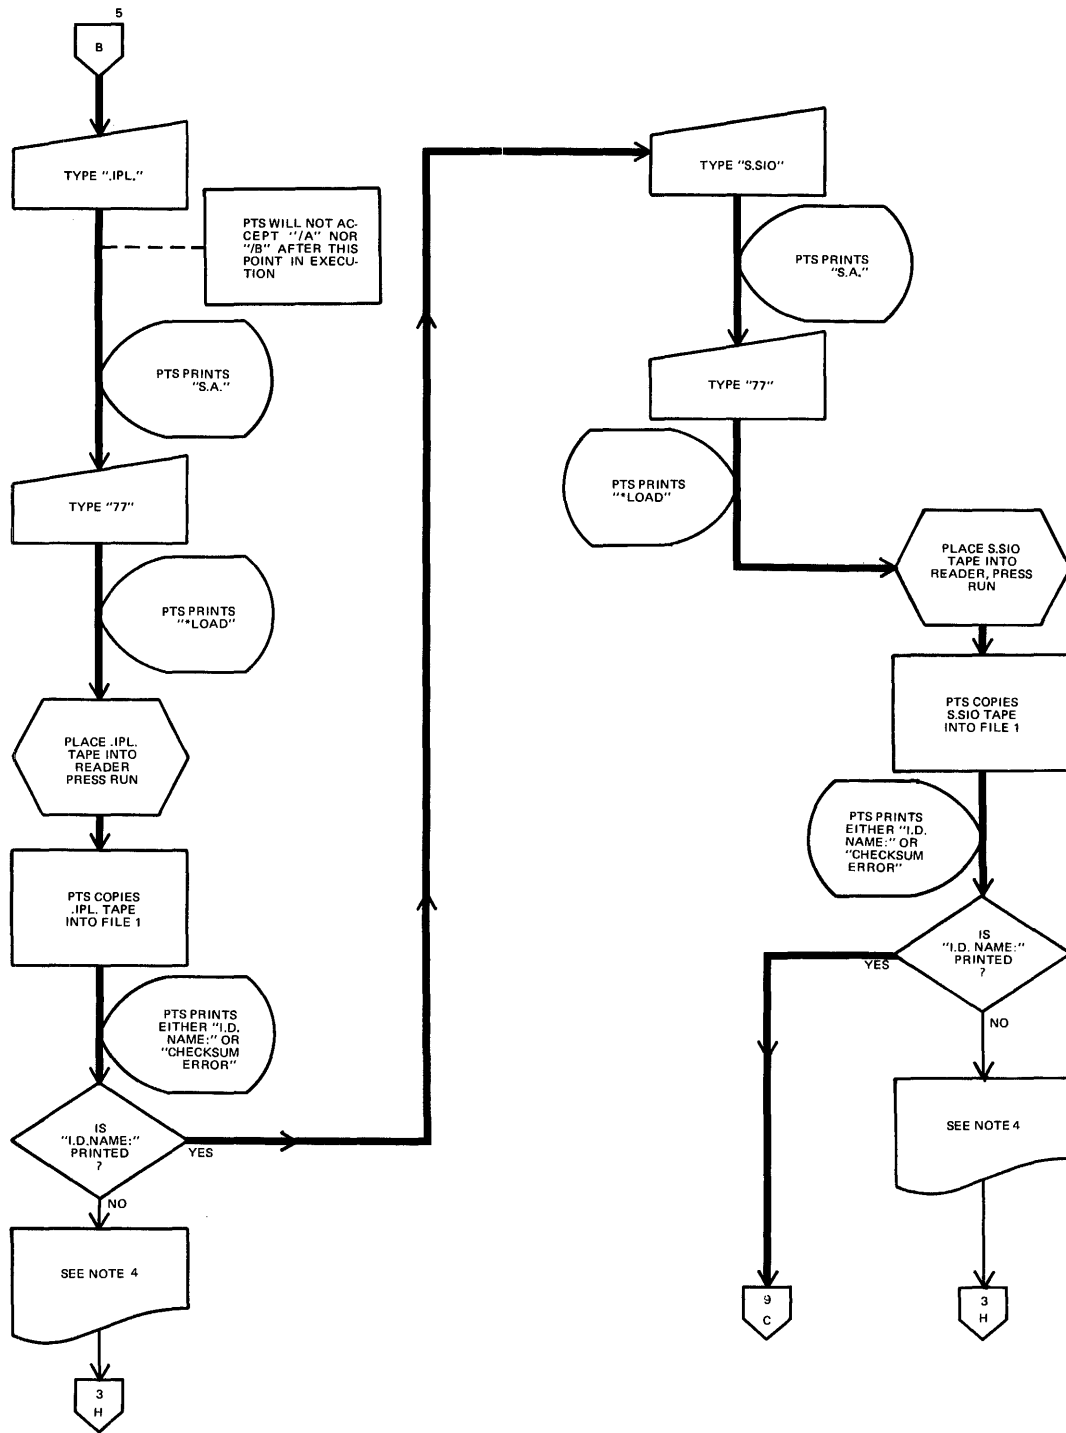 5
B
TYPE ".IPL."
PTS WILL NOT AC-
CEPT "/A" NOR
"/B" AFTER THIS
POINT IN EXECU-
TION
PTS PRINTS
"S.A."
TYPE "77"
PTS PRINTS
"*LOAD"
PLACE .IPL.
TAPE INTO
READER
PRESS RUN
PTS COPIES
.IPL. TAPE
INTO FILE 1
PTS PRINTS
EITHER "I.D.
NAME:" OR
"CHECKSUM
ERROR"
IS
"I.D.NAME:"
PRINTED
?
YES
NO
SEE NOTE 4
3
H
TYPE "S.SIO"
PTS PRINTS
"S.A."
TYPE "77"
PTS PRINTS
"*LOAD"
PLACE S.SIO
TAPE INTO
READER, PRESS
RUN
PTS COPIES
S.SIO TAPE
INTO FILE 1
PTS PRINTS
EITHER "I.D.
NAME:" OR
"CHECKSUM
ERROR"
IS
"I.D. NAME:"
PRINTED
?
YES
NO
SEE NOTE 4
9
C
3
H